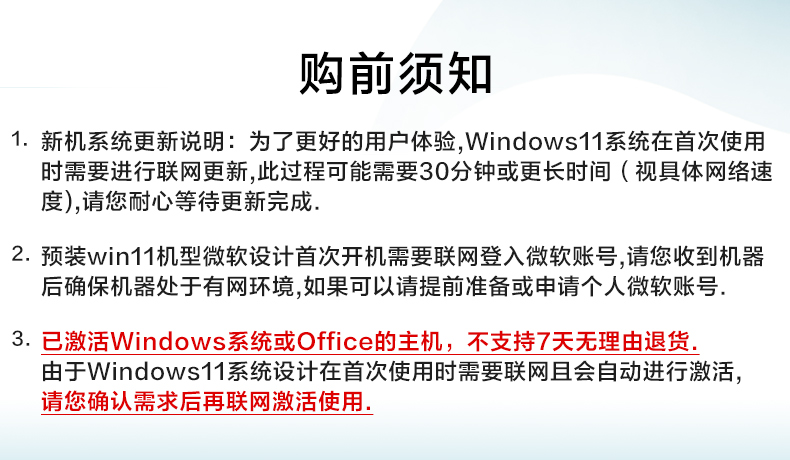 购前须知
1. 新机系统更新说明：为了更好的用户体验,Windows11系统在首次使用
时需要进行联网更新,此过程可能需要30分钟或更长时间（视具体网络速
度),请您耐心等待更新完成.
2. 预装win11机型微软设计首次开机需要联网登入微软账号,请您收到机器
后确保机器处于有网环境,如果可以请提前准备或申请个人微软账号.
3. 已激活Windows系统或Office的主机，不支持7天无理由退货.
由于Windows11系统设计在首次使用时需要联网且会自动进行激活,
请您确认需求后再联网激活使用.